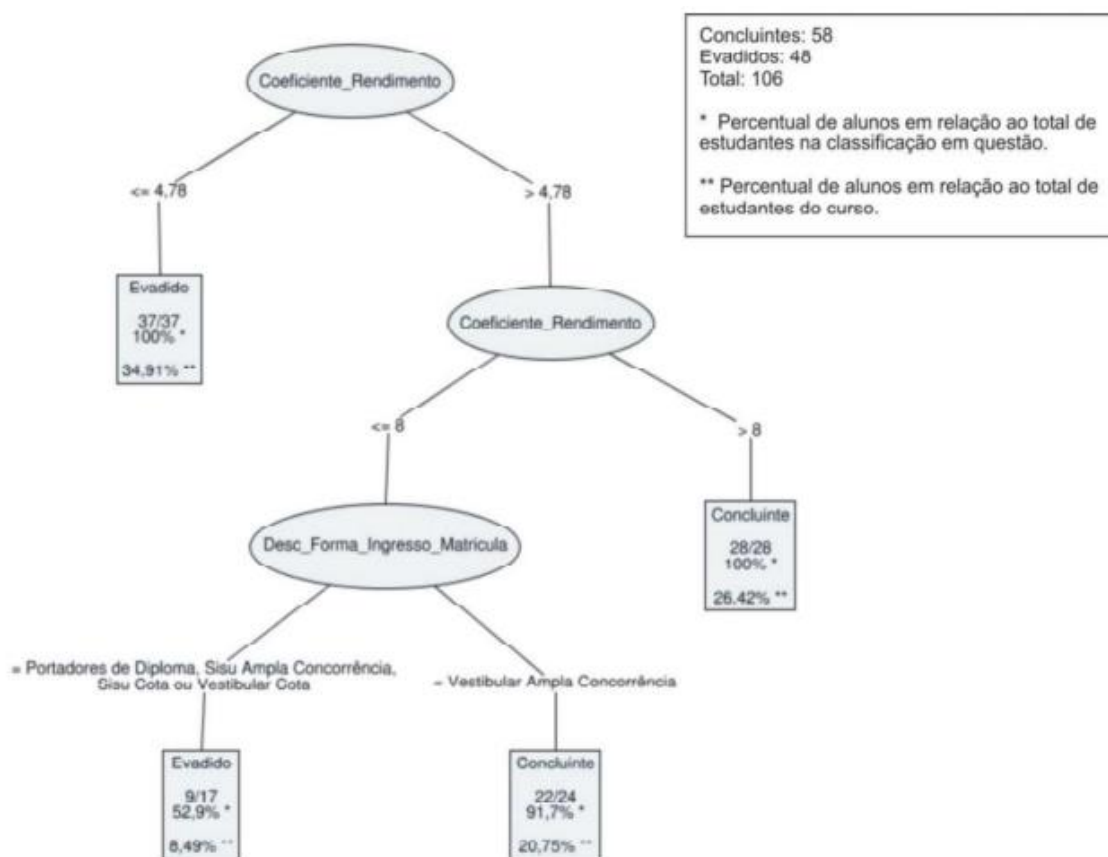 Concluintes: 58
Evadidos: 48
Total: 106
* Percentual de alunos em relação ao total de
estudantes na classificação em questão.
** Percentual de alunos em relação ao total de
estudantes do curso.
Coeficiente_Rendimento
<= 4,78
> 4,78
Evadido
37/37
100% *
34,91% **
Coeficiente_Rendimento
<= 8
> 8
Concluinte
28/28
100% *
26,42% **
Desc_Forma_Ingresso_Matricula
= Portadores de Diploma, Sisu Ampla Concorrência,
Sisu Cota ou Vestibular Cota
= Vestibular Ampla Concorrência
Evadido
9/17
52,9% *
8,49% **
Concluinte
22/24
91,7% *
20,75% **